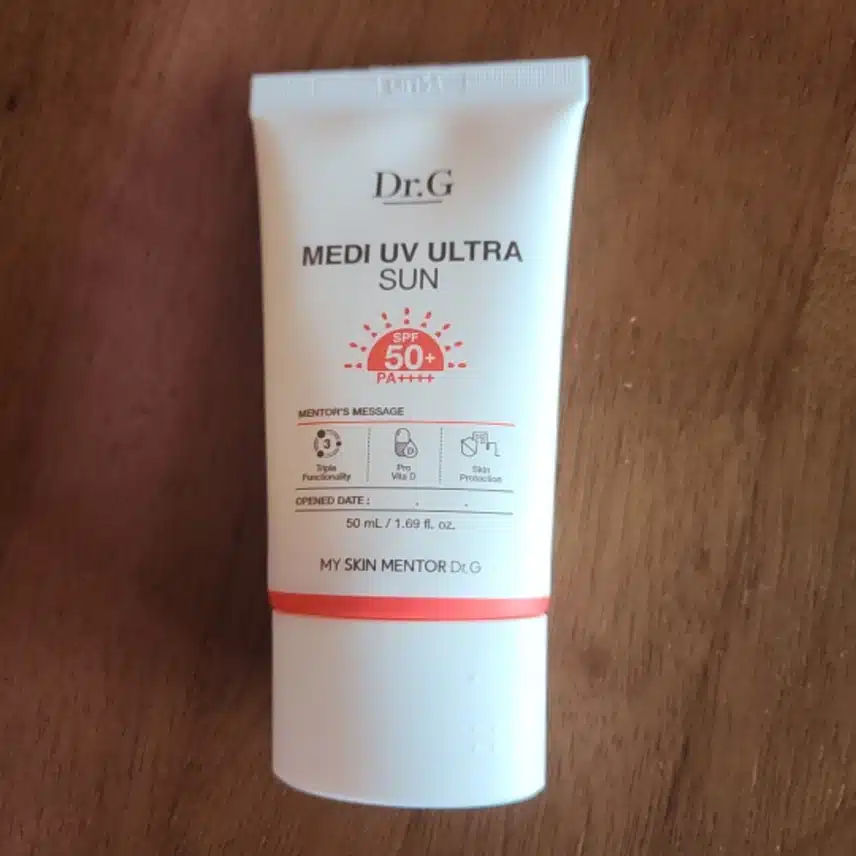 Dr.G
MEDI UV ULTRA
SUN
SPF
50+
PA++++
MENTOR'S MESSAGE
3
Triple
Functionality
D
Pro
Vita D
Skin
Protection
OPENED DATE : . .
50 mL / 1.69 fl. oz.
MY SKIN MENTOR Dr.G